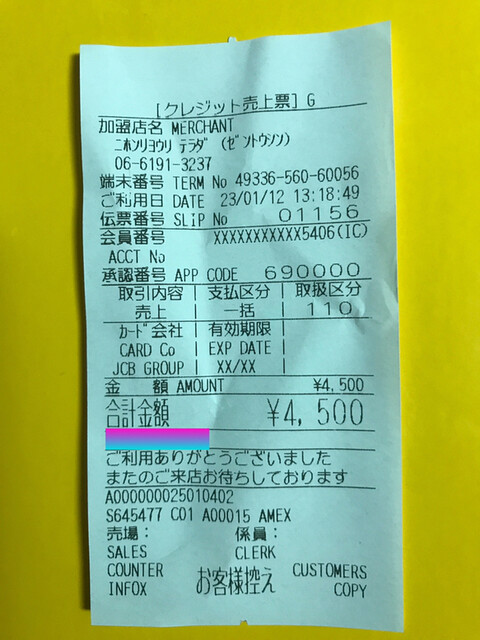 [クレジット売上票] G
加盟店名 MERCHANT
ニホンリョウリ テラダ (ゼントウシン)
06-6191-3237
端末番号 TERM No 49336-560-60056
ご利用日 DATE 23/01/12 13:18:49
伝票番号 SLIP No 01156
会員番号 XXXXXXXXXXX5406(IC)
ACCT No
承認番号 APP CODE 690000
取引内容 支払区分 取扱区分
売上 一括 110
カード会社 有効期限
CARD Co EXP DATE
JCB GROUP XX/XX
金 額 AMOUNT ¥4,500
合計金額 ¥4,500
ご利用ありがとうございました
またのご来店お待ちしております
A000000025010402
S645477 C01 A00015 AMEX
売場: 係員:
SALES CLERK
COUNTER お客様控え CUSTOMERS
INFOX COPY